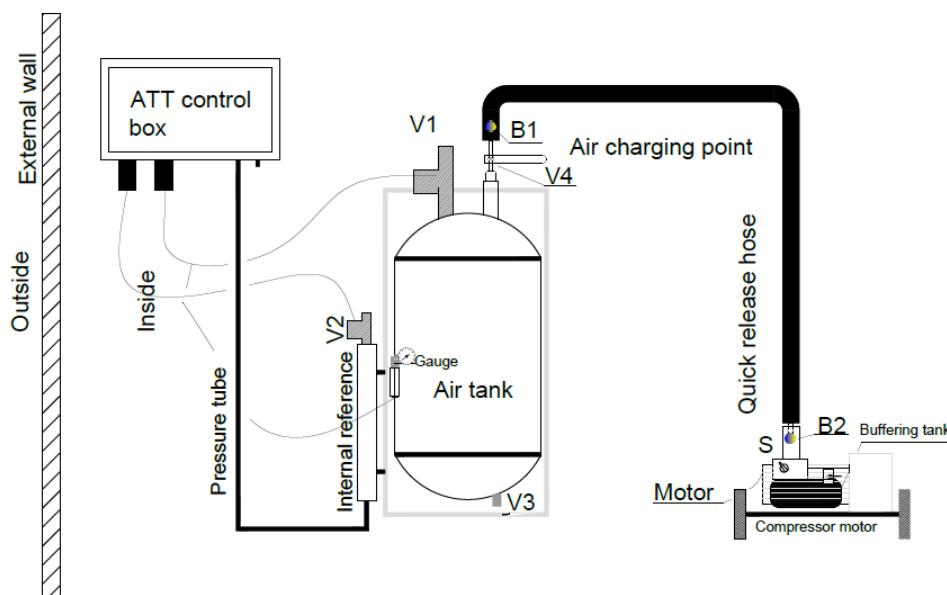 External wall
Outside
Inside
ATT control
box
V1
B1
Air charging point
V4
V2
Gauge
Air tank
Internal reference
Pressure tube
V3
Quick release hose
B2
S
Buffering tank
Motor
Compressor motor